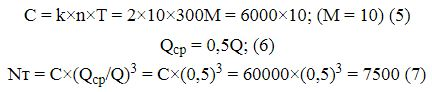 C = k×n×T = 2×10×300M = 6000×10; (M = 10) (5)
Qср = 0,5Q; (6)
Nт = C×(Qср/Q)³ = C×(0,5)³ = 60000×(0,5)³ = 7500 (7)